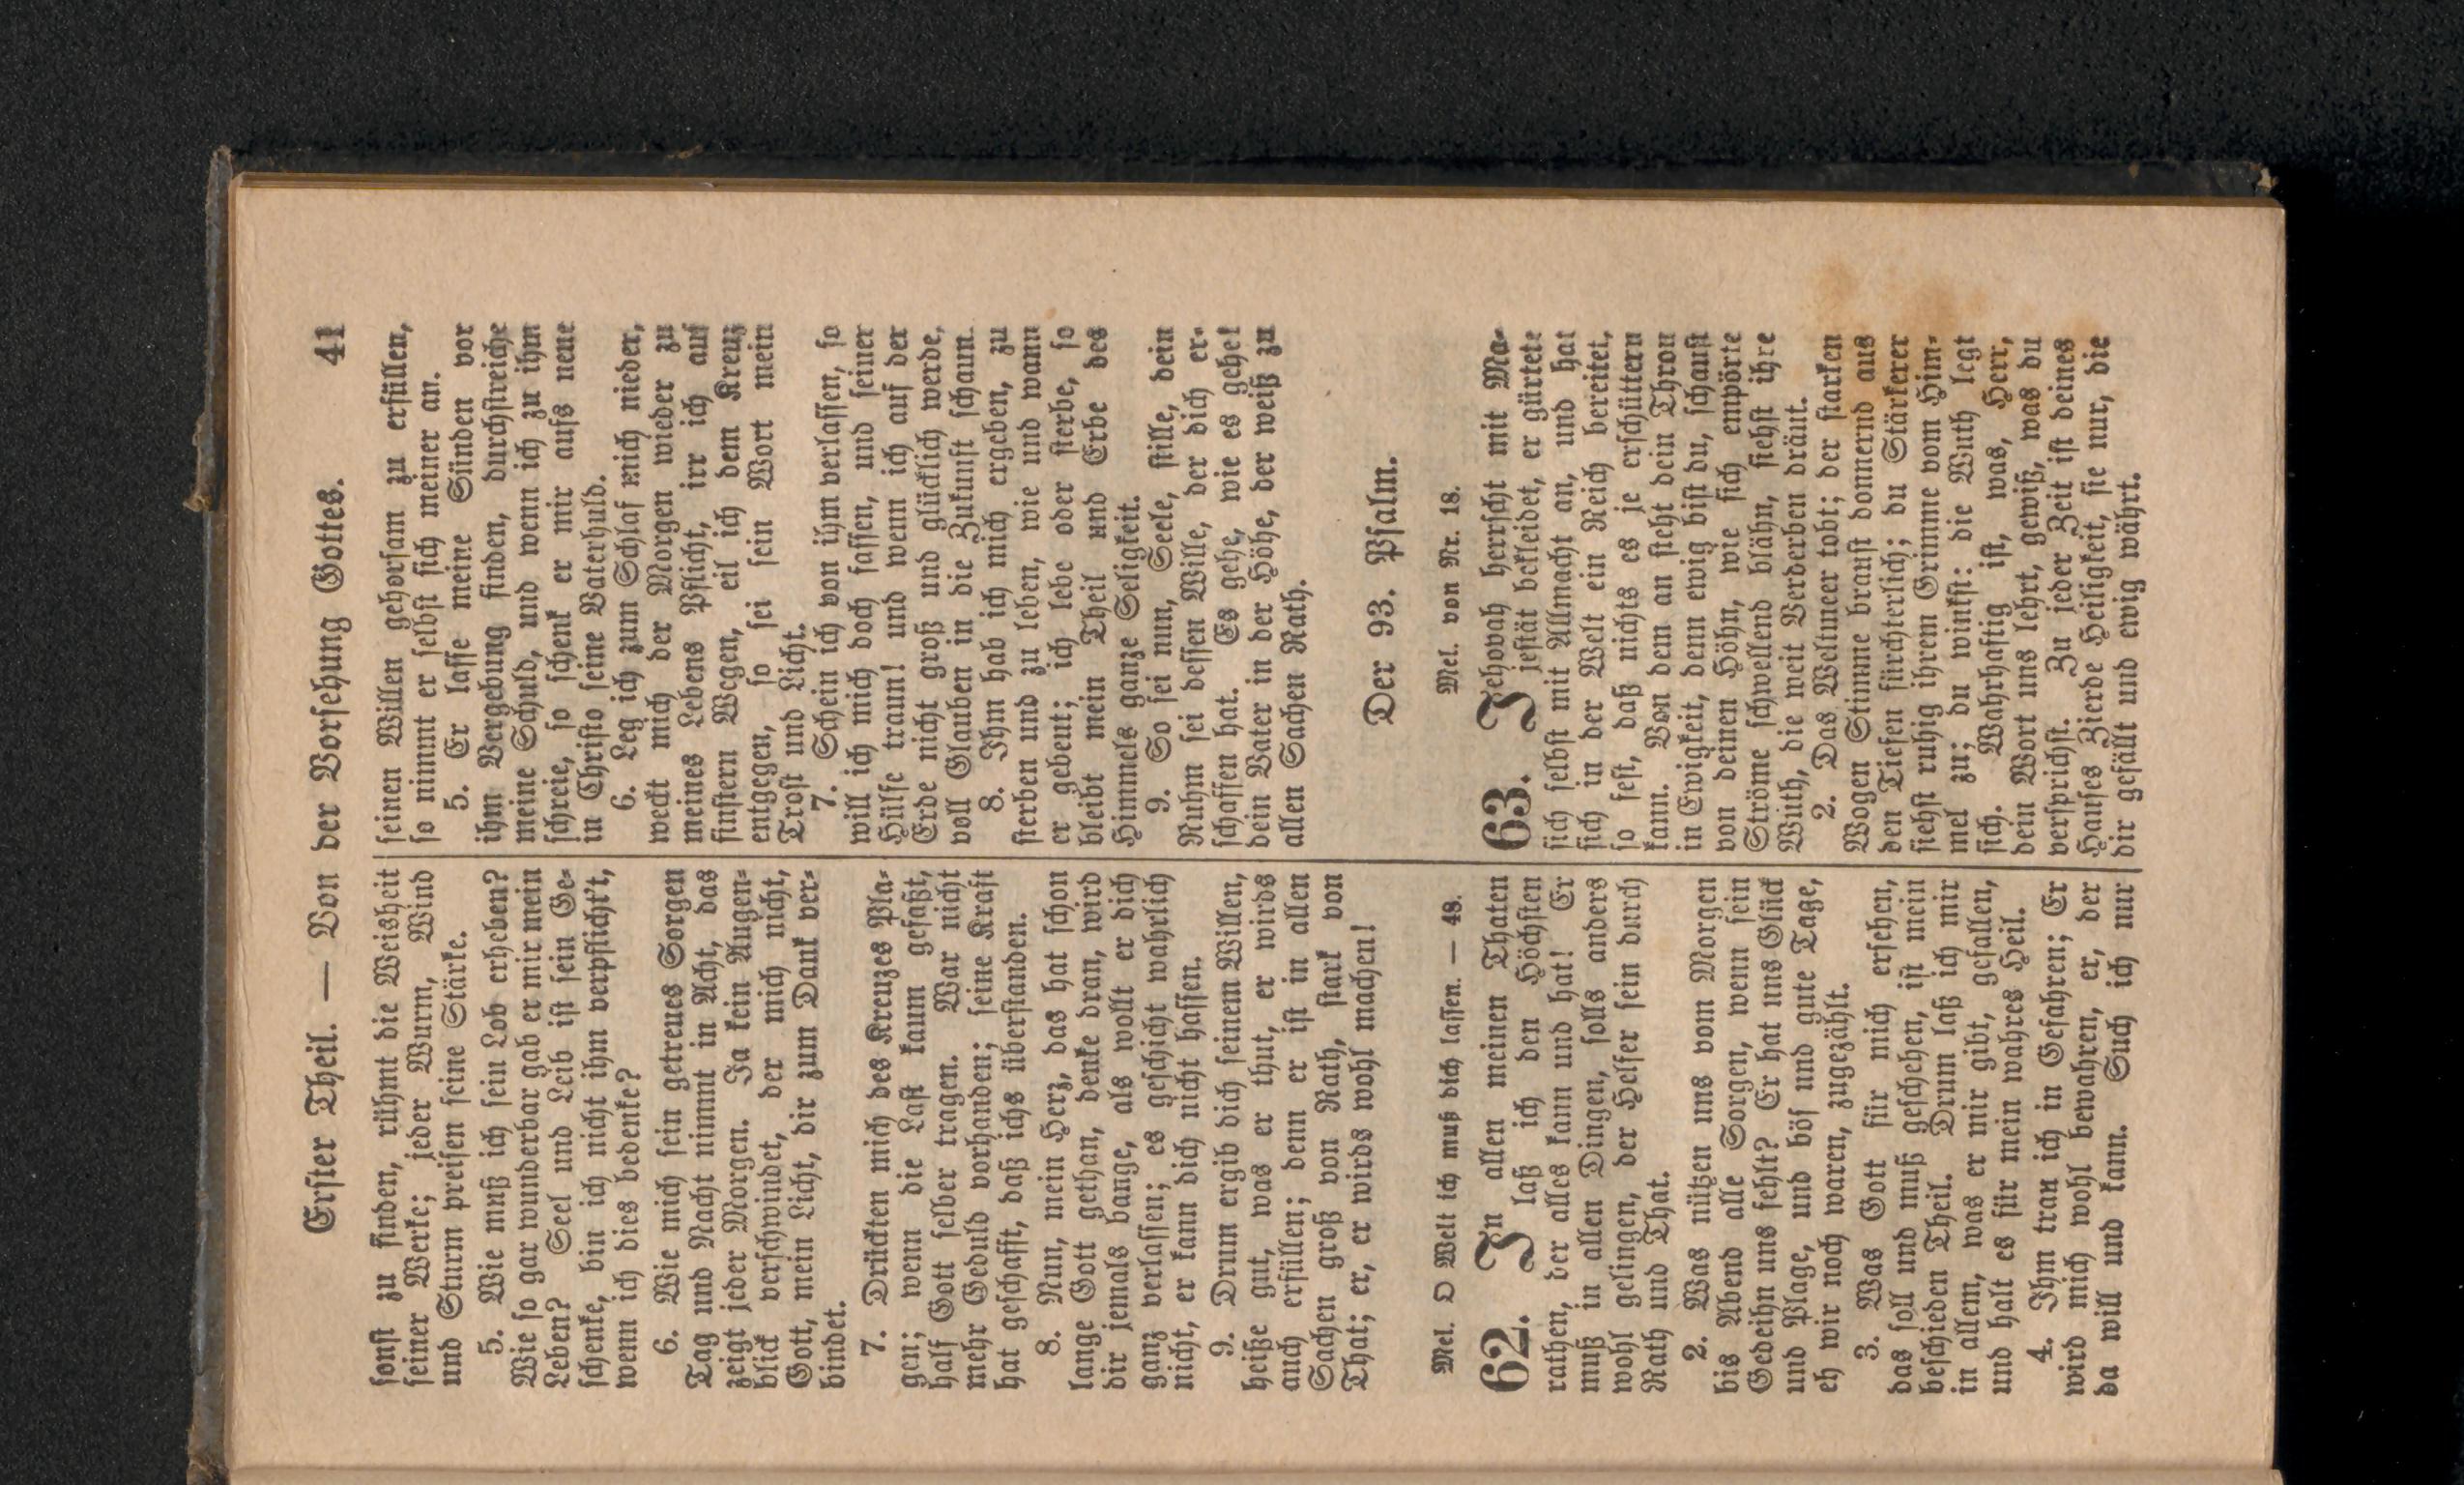 Erster Theil. — Von der Vorsehung Gottes. 41
sonst zu finden, rühmt die Weisheit
seiner Werke; jeder Wurm, Wind
und Sturm preisen seine Stärke.
5. Wie muß ich sein Lob erheben?
Wie so gar wunderbar gab er mir mein
Leben? Seel und Leib ist sein Ge-
schenke, bin ich nicht ihm verpflicht't,
wenn ich dies bedenke?
6. Wie mich sein getreues Sorgen
Tag und Nacht nimmt in Acht, das
zeigt jeder Morgen. Ja kein Augen-
blick verschwindet, der mich nicht,
Gott, mein Licht, dir zum Dank ver-
bindet.
7. Drückten mich des Kreuzes Pla-
gen; wenn die Last kaum gefaßt,
half Gott selber tragen. War nicht
mehr Geduld vorhanden; seine Kraft
hat geschafft, daß ichs überstanden.
8. Nun, mein Herz, das hat schon
lange Gott gethan, denke dran, wird
dir jemals bange, als wollt er dich
ganz verlassen; es geschicht wahrlich
nicht, er kann dich nicht hassen.
9. Drum ergib dich seinem Willen,
heiße gut, was er thut, er wirds
auch erfüllen; denn er ist in allen
Sachen groß von Rath, stark von
That; er, er wirds wohl machen!
Mel. O Welt ich muß dich lassen. — 48.
62. In allen meinen Thaten
laß ich den Höchsten
rathen, der alles kann und hat! Er
muß in allen Dingen, solls anders
wohl gelingen, der Helfer sein durch
Rath und That.
2. Was nützen uns vom Morgen
bis Abend alle Sorgen, wenn sein
Gedeihn uns fehlt? Er hat uns Glück
und Plage, und bös und gute Tage,
eh wir noch waren, zugezählt.
3. Was Gott für mich ersehen,
das soll und muß geschehen, ist mein
beschieden Theil. Drum laß ich mir
in allem, was er mir gibt, gefallen,
und halt es für mein wahres Heil.
4. Ihm trau ich in Gefahren; Er
wird mich wohl bewahren, er, der
da will und kann. Such ich nur
seinen Willen gehorsam zu erfüllen,
so nimmt er selbst sich meiner an.
5. Er lasse meine Sünden vor
ihm Vergebung finden, durchstreiche
meine Schuld, und wenn ich zu ihm
schreie, so schenk er mir aufs neue
in Christo seine Vaterhuld.
6. Leg ich zum Schlaf mich nieder,
weckt mich der Morgen wieder zu
meines Lebens Pflicht, irr ich auf
finstern Wegen, eil ich dem Kreuz
entgegen, so sei sein Wort mein
Trost und Licht.
7. Schein ich von ihm verlassen, so
will ich mich doch fassen, und seiner
Hülfe traun! und wenn ich auf der
Erde nicht groß und glücklich werde,
voll Glauben in die Zukunft schaun.
8. Ihm hab ich mich ergeben, zu
sterben und zu leben, wie und wann
er gebeut; ich lebe oder sterbe, so
bleibt mein Theil und Erbe des
Himmels ganze Seligkeit.
9. So sei nun, Seele, stille, dein
Ruhm sei dessen Wille, der dich er-
schaffen hat. Es gehe, wie es gehe!
dein Vater in der Höhe, der weiß zu
allen Sachen Rath.
Der 93. Psalm.
Mel. von Nr. 18.
63. Jehovah herrscht mit Ma-
jestät bekleidet, er gürtete
sich selbst mit Allmacht an, und hat
sich in der Welt ein Reich bereitet,
so fest, daß nichts es je erschüttern
kann. Von dem an steht dein Thron
in Ewigkeit, denn ewig bist du, schaust
von deinen Höhn, wie sich empörte
Ströme schwellend blähn, siehst ihre
Wuth, die weit Verderben dräut.
2. Das Weltmeer tobt; der starken
Wogen Stimme braust donnernd aus
den Tiefen fürchterlich; du Stärkerer
siehst ruhig ihrem Grimme vom Him-
mel zu; du winkst: die Wuth legt
sich. Wahrhaftig ist, was, Herr,
dein Wort uns lehrt, gewiß, was du
versprichst. Zu jeder Zeit ist deines
Hauses Zierde Heiligkeit, sie nur, die
dir gefällt und ewig währt.